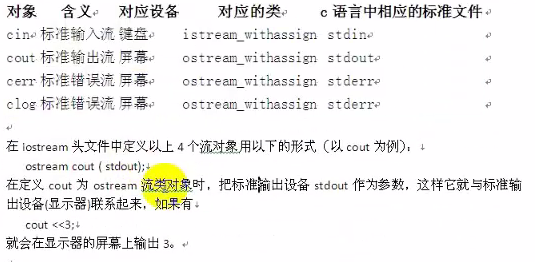 对象 含义 对应设备 对应的类 c 语言中相应的标准文件
cin 标准输入流 键盘 istream_withassign stdin
cout 标准输出流 屏幕 ostream_withassign stdout
cerr 标准错误流 屏幕 ostream_withassign stderr
clog 标准错误流 屏幕 ostream_withassign stderr
在 iostream 头文件中定义以上 4 个流对象用以下的形式（以 cout 为例）：
ostream cout ( stdout);
在定义 cout 为 ostream 流类对象时，把标准输出设备 stdout 作为参数，这样它就与标准输
出设备(显示器)联系起来，如果有
cout <<3;
就会在显示器的屏幕上输出 3。